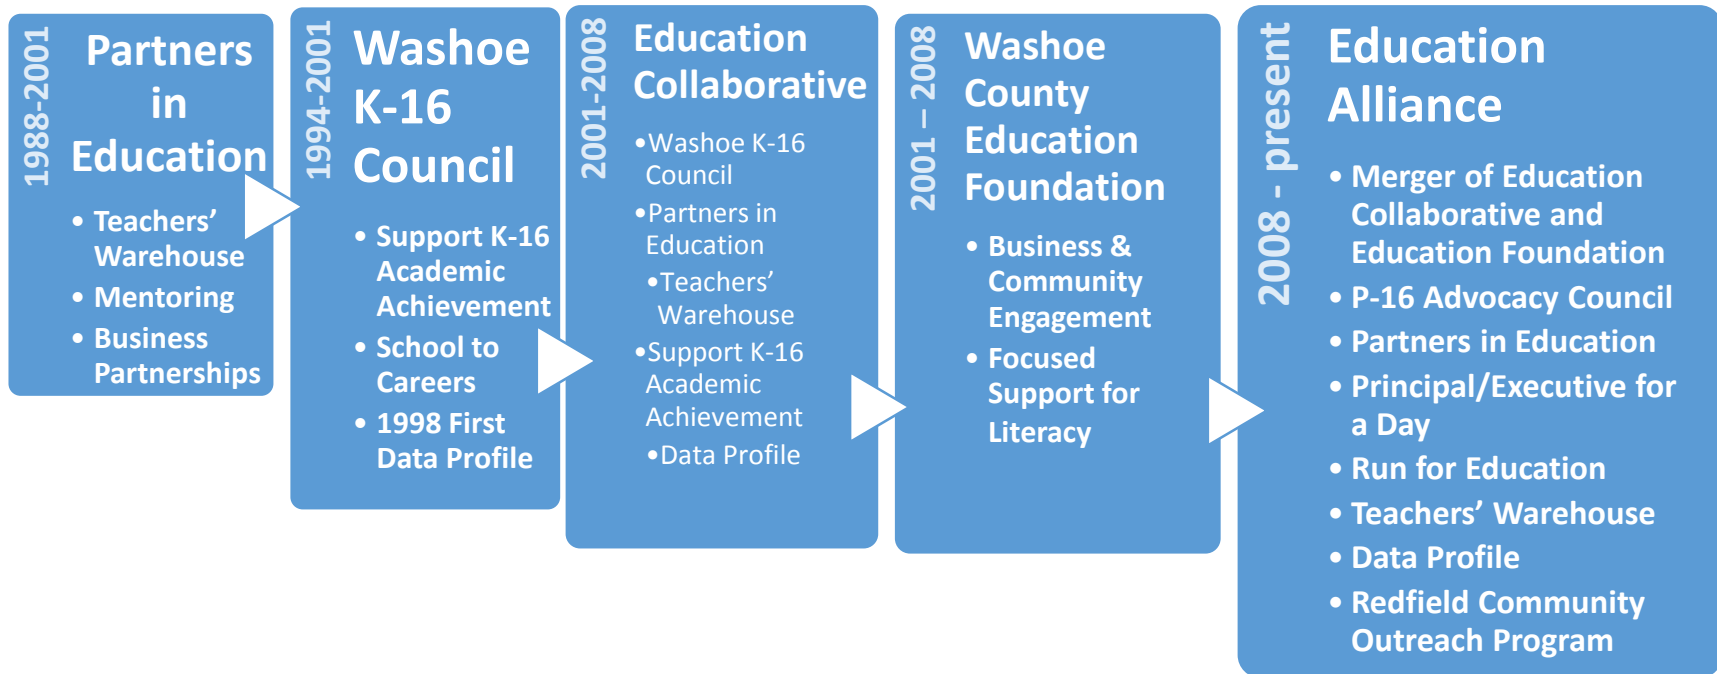 1988-2001
Partners
in
Education
• Teachers’
Warehouse
• Mentoring
• Business
Partnerships
1994-2001
Washoe
K-16
Council
• Support K-16
Academic
Achievement
• School to
Careers
• 1998 First
Data Profile
2001-2008
Education
Collaborative
•Washoe K-16
Council
•Partners in
Education
•Teachers’
Warehouse
•Support K-16
Academic
Achievement
•Data Profile
2001 – 2008
Washoe
County
Education
Foundation
• Business &
Community
Engagement
• Focused
Support for
Literacy
2008 - present
Education
Alliance
• Merger of Education
Collaborative and
Education Foundation
• P-16 Advocacy Council
• Partners in Education
• Principal/Executive for
a Day
• Run for Education
• Teachers’ Warehouse
• Data Profile
• Redfield Community
Outreach Program